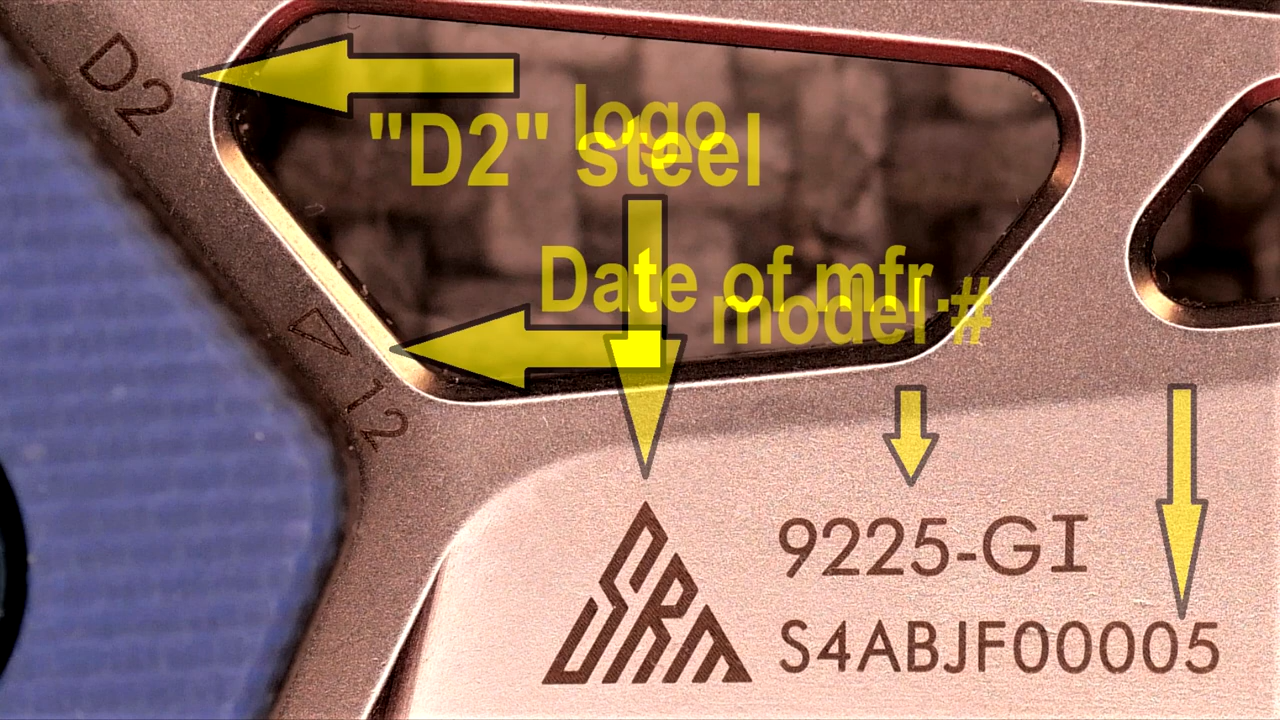 D2
logo
"D2" steel
Date of mfr.
model #
12
SRM
9225-GI
S4ABJF00005